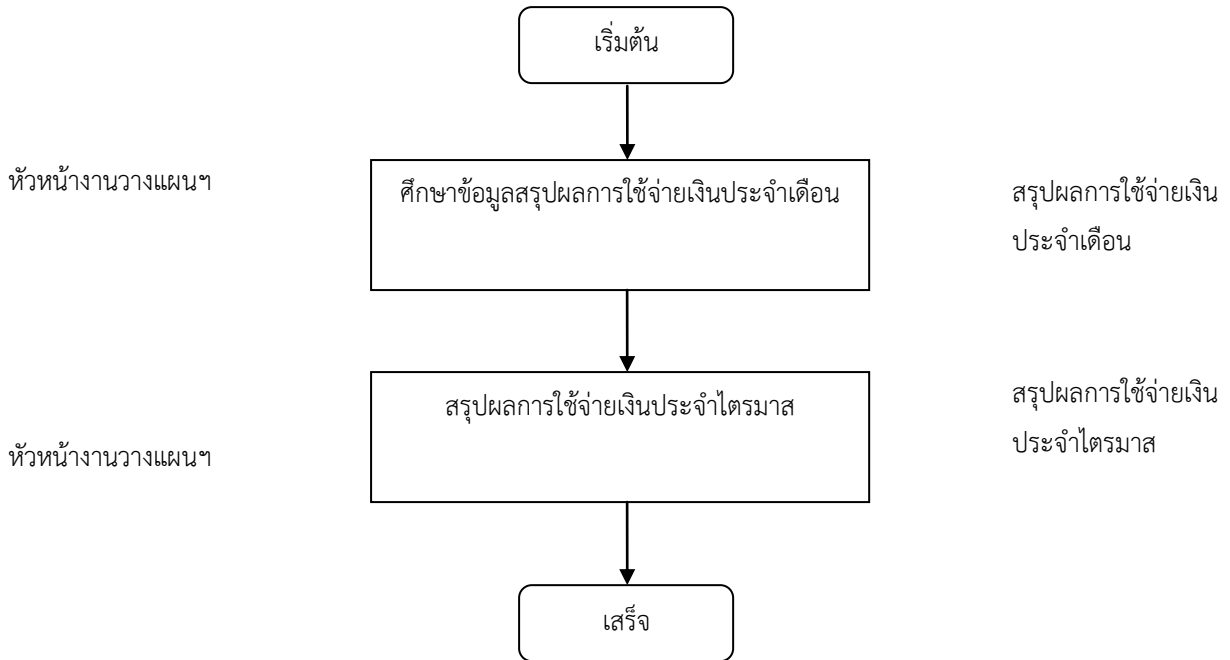 เริ่มต้น
หัวหน้างานวางแผนฯ
ศึกษาข้อมูลสรุปผลการใช้จ่ายเงินประจำเดือน
สรุปผลการใช้จ่ายเงิน
ประจำเดือน
สรุปผลการใช้จ่ายเงินประจำไตรมาส
สรุปผลการใช้จ่ายเงิน
ประจำไตรมาส
หัวหน้างานวางแผนฯ
เสร็จ